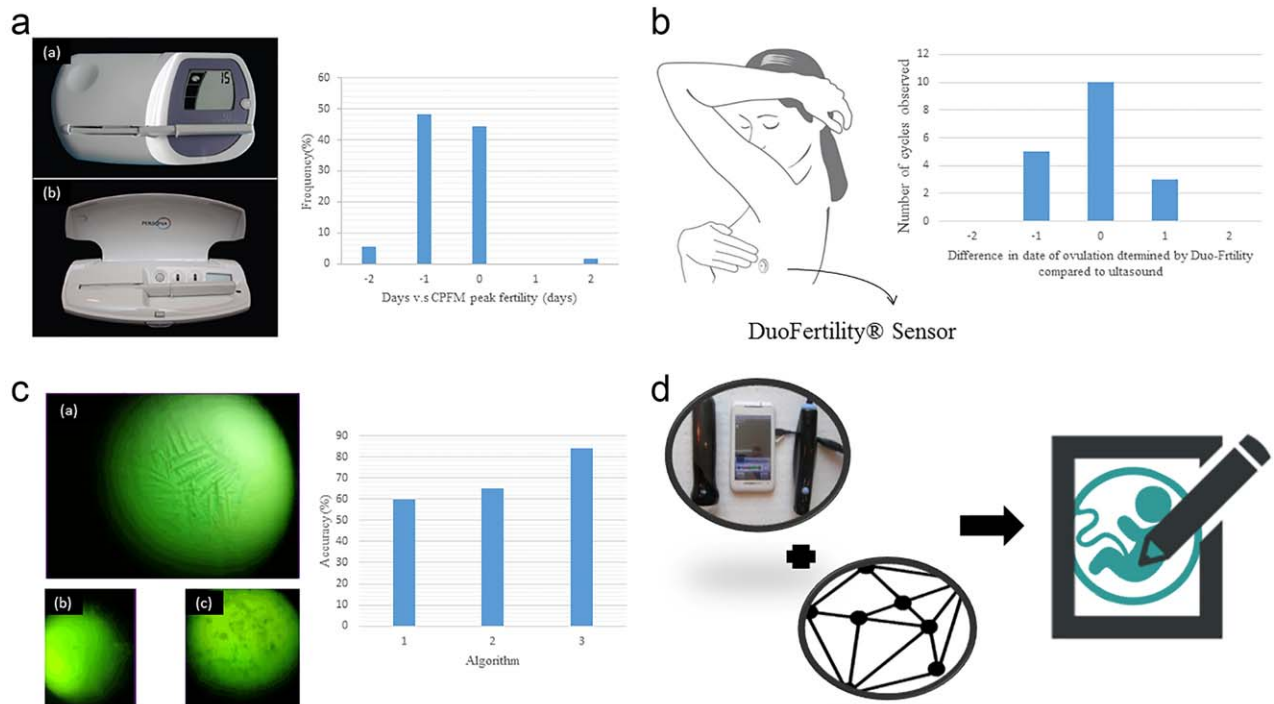 a
(a)
15
(b)
PERSONA
Frequency(%)
60
50
40
30
20
10
0
-2 -1 0 1 2
Days v.s CPFM peak fertility (days)
b
DuoFertility® Sensor
Number of cycles observed
12
10
8
6
4
2
0
-2 -1 0 1 2
Difference in date of ovulation dtermined by Duo-Frtility
compared to ultasound
c
(a)
(b)
(c)
Accuracy(%)
90
80
70
60
50
40
30
20
10
0
1 2 3
Algorithm
d